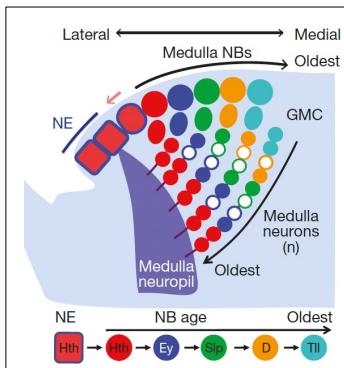 Lateral
Medial
Medulla NBs
Oldest
NE
GMC
Medulla
neurons
(n)
Medulla
neuropil
Oldest
NE
NB age
Oldest
Hth
Hth
Ey
Slp
D
Tll